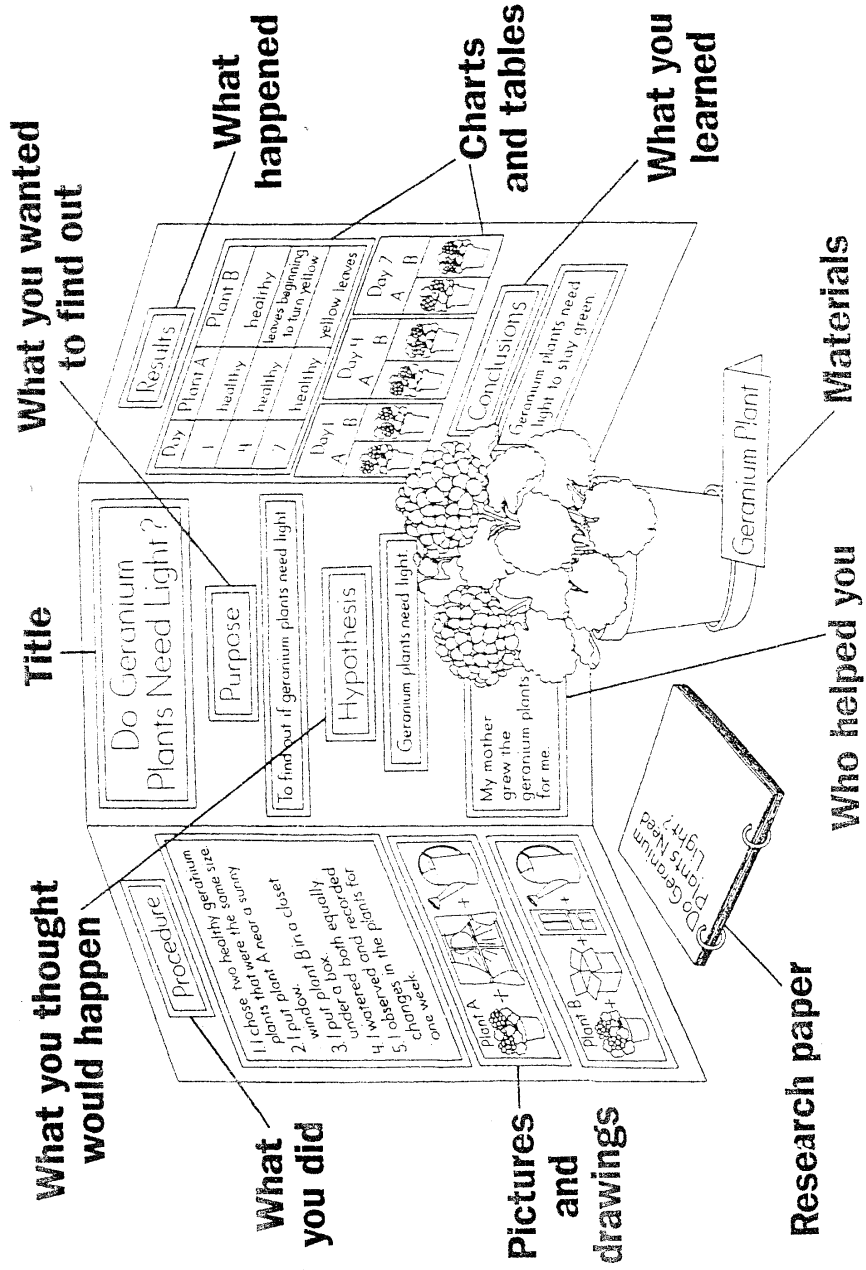 Title
What you thought
would happen
What you wanted
to find out
What
you did
What
happened
Charts
and tables
What you
learned
Pictures
and
drawings
Research paper
Who helped you
Materials
Procedure
1. I chose two healthy geranium
plants that were the same size.
2. I put plant A near a sunny
window.
3. I put plant B in a closet
under a box.
4. I watered both equally
5. I observed and recorded
changes in the plants for
one week.
Plant A
+
+
Plant B
+
+
+
Do Geranium
Plants Need Light?
Purpose
To find out if geranium plants need light
Hypothesis
Geranium plants need light.
My mother
grew the
geranium plants
for me.
Results
Day Plant A Plant B
1 healthy healthy
4 healthy leaves beginning
to turn yellow
7 healthy yellow leaves
Day 1 Day 4 Day 7
A B A B A B
Conclusions
Geranium plants need
light to stay green.
Geranium Plant
Do Geranium
Plants Need
Light?